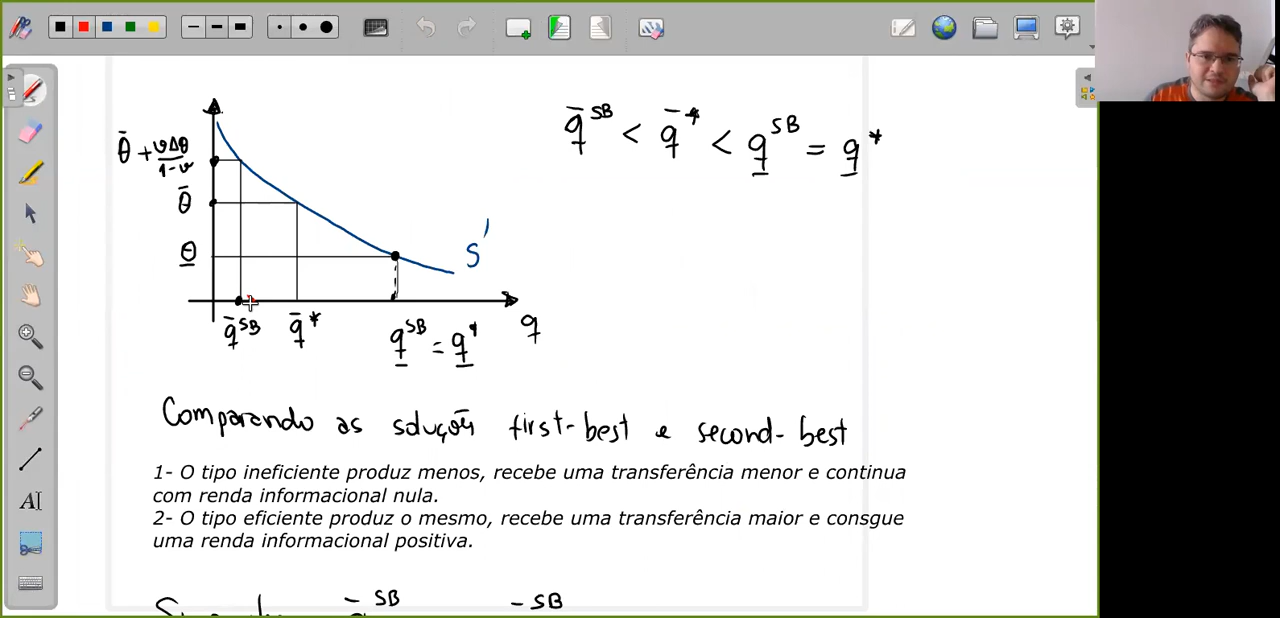 q̄^SB < q̄^* < q̲^SB = q̲^*
θ̄ + νΔθ/1-ν
θ̄
θ̲
S'
q̄^SB q̄^* q̲^SB = q̲^* q
Comparando as soluções first-best e second-best
1- O tipo ineficiente produz menos, recebe uma transferência menor e continua
com renda informacional nula.
2- O tipo eficiente produz o mesmo, recebe uma transferência maior e consgue
uma renda informacional positiva.
SB - SB